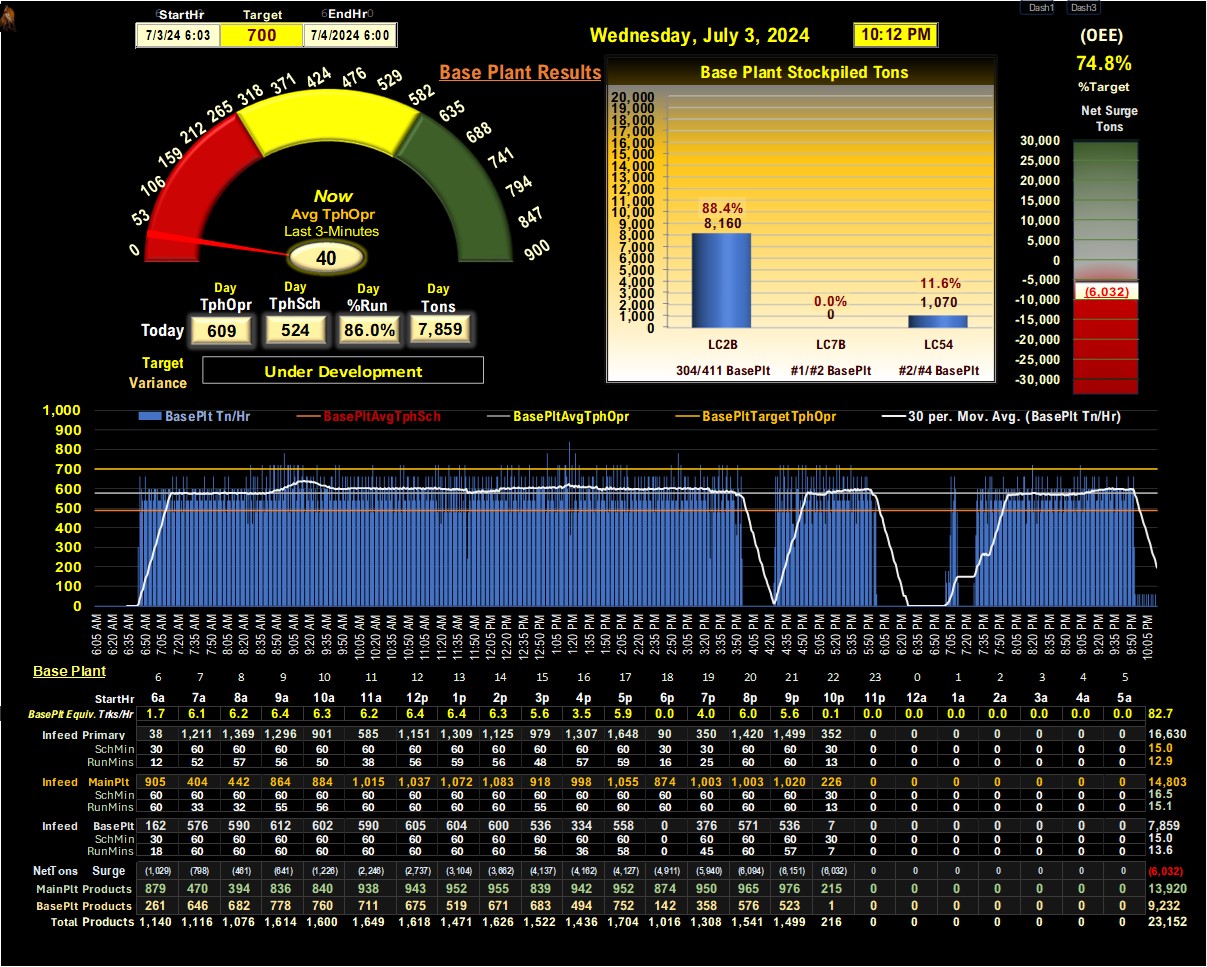 Dash1 Dash3
StartHr Target EndHr
7/3/24 6:03 700 7/4/2024 6:00
Wednesday, July 3, 2024 10:12 PM
(OEE)
74.8%
%Target
Net Surge
Tons
30,000
25,000
20,000
15,000
10,000
5,000
0
-5,000
(6,032)
-10,000
-15,000
-20,000
-25,000
-30,000
Base Plant Results
0 53 106 159 212 265 318 371 424 476 529 582 635 688 741 794 847 900
Now
Avg TphOpr
Last 3-Minutes
40
Day Day Day Day
TphOpr TphSch %Run Tons
Today 609 524 86.0% 7,859
Target
Variance
Under Development
Base Plant Stockpiled Tons
20,000
19,000
18,000
17,000
16,000
15,000
14,000
13,000
12,000
11,000
10,000
9,000
8,000
7,000
6,000
5,000
4,000
3,000
2,000
1,000
0
88.4% 0.0% 11.6%
8,160 0 1,070
LC2B LC7B LC54
304/411 BasePlt #1/#2 BasePlt #2/#4 BasePlt
BasePlt Tn/Hr BasePltAvgTphSch BasePltAvgTphOpr BasePltTargetTphOpr 30 per. Mov. Avg. (BasePlt Tn/Hr)
1,000
900
800
700
600
500
400
300
200
100
0
6:05 AM 6:20 AM 6:35 AM 6:50 AM 7:05 AM 7:20 AM 7:35 AM 7:50 AM 8:05 AM 8:20 AM 8:35 AM 8:50 AM 9:05 AM 9:20 AM 9:35 AM 9:50 AM 10:05 AM 10:20 AM 10:35 AM 10:50 AM 11:05 AM 11:20 AM 11:35 AM 11:50 AM 12:05 PM 12:20 PM 12:35 PM 12:50 PM 1:05 PM 1:20 PM 1:35 PM 1:50 PM 2:05 PM 2:20 PM 2:35 PM 2:50 PM 3:05 PM 3:20 PM 3:35 PM 3:50 PM 4:05 PM 4:20 PM 4:35 PM 4:50 PM 5:05 PM 5:20 PM 5:35 PM 5:50 PM 6:05 PM 6:20 PM 6:35 PM 6:50 PM 7:05 PM 7:20 PM 7:35 PM 7:50 PM 8:05 PM 8:20 PM 8:35 PM 8:50 PM 9:05 PM 9:20 PM 9:35 PM 9:50 PM 10:05 PM
Base Plant 6 7 8 9 10 11 12 13 14 15 16 17 18 19 20 21 22 23 0 1 2 3 4 5
StartHr 6a 7a 8a 9a 10a 11a 12p 1p 2p 3p 4p 5p 6p 7p 8p 9p 10p 11p 12a 1a 2a 3a 4a 5a
BasePlt Equiv. Trks/Hr 1.7 6.1 6.2 6.4 6.3 6.2 6.4 6.4 6.3 5.6 3.5 5.9 0.0 4.0 6.0 5.6 0.1 0.0 0.0 0.0 0.0 0.0 0.0 0.0 82.7
Infeed Primary 38 1,211 1,369 1,296 901 585 1,151 1,309 1,125 979 1,307 1,648 90 350 1,420 1,499 352 0 0 0 0 0 0 0 16,630
SchMin 30 60 60 60 60 60 60 60 60 60 60 60 30 30 60 60 30 0 0 0 0 0 0 0 15.0
RunMins 12 52 57 56 50 38 56 59 56 48 57 59 16 25 60 60 13 0 0 0 0 0 0 0 12.9
Infeed MainPlt 905 404 442 864 884 1,015 1,037 1,072 1,083 918 998 1,055 874 1,003 1,003 1,020 226 0 0 0 0 0 0 0 14,803
SchMin 60 60 60 60 60 60 60 60 60 60 60 60 60 60 60 60 30 0 0 0 0 0 0 0 16.5
RunMins 60 33 32 55 56 60 60 60 60 55 60 60 60 60 60 60 13 0 0 0 0 0 0 0 15.1
Infeed BasePlt 162 576 590 612 602 590 605 604 600 536 334 558 0 376 571 536 7 0 0 0 0 0 0 0 7,859
SchMin 30 60 60 60 60 60 60 60 60 60 60 60 0 60 60 60 30 0 0 0 0 0 0 0 15.0
RunMins 18 60 60 60 60 60 60 60 60 56 36 58 0 45 60 57 7 0 0 0 0 0 0 0 13.6
NetTons Surge (1,029) (798) (461) (641) (1,226) (2,246) (2,737) (3,104) (3,662) (4,137) (4,162) (4,127) (4,911) (5,940) (6,094) (6,151) (6,032) 0 0 0 0 0 0 0 (6,032)
MainPlt Products 879 470 394 836 840 938 943 952 955 839 942 952 874 950 965 976 215 0 0 0 0 0 0 0 13,920
BasePlt Products 261 646 682 778 760 711 675 519 671 683 494 752 142 358 576 523 1 0 0 0 0 0 0 0 9,232
Total Products 1,140 1,116 1,076 1,614 1,600 1,649 1,618 1,471 1,626 1,522 1,436 1,704 1,016 1,308 1,541 1,499 216 0 0 0 0 0 0 0 23,152